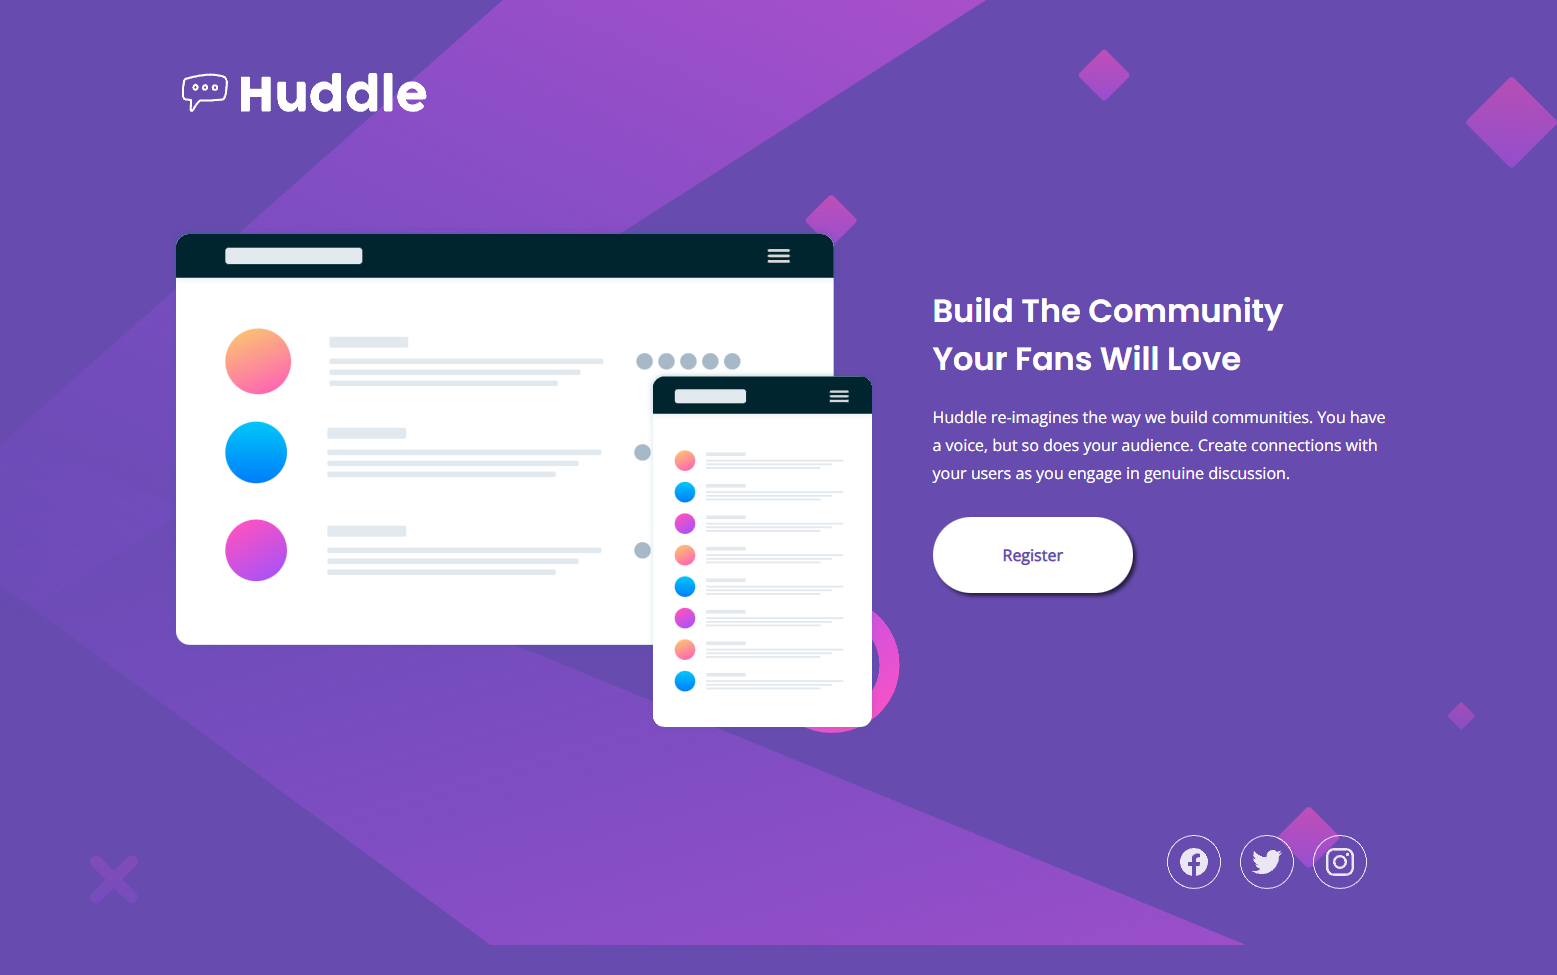 Huddle
Build The Community
Your Fans Will Love
Huddle re-imagines the way we build communities. You have
a voice, but so does your audience. Create connections with
your users as you engage in genuine discussion.
Register